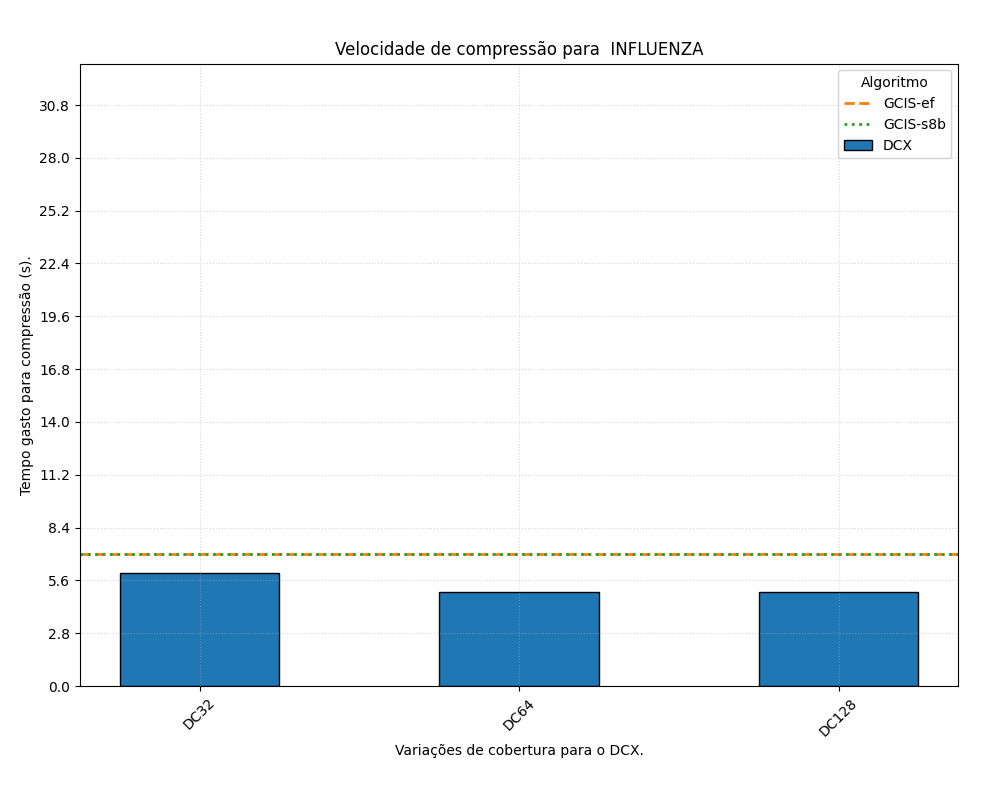 Velocidade de compressão para  INFLUENZA
Algoritmo
GCIS-ef
GCIS-s8b
DCX
Tempo gasto para compressão (s).
30.8
28.0
25.2
22.4
19.6
16.8
14.0
11.2
8.4
5.6
2.8
0.0
DC32
DC64
DC128
Variações de cobertura para o DCX.